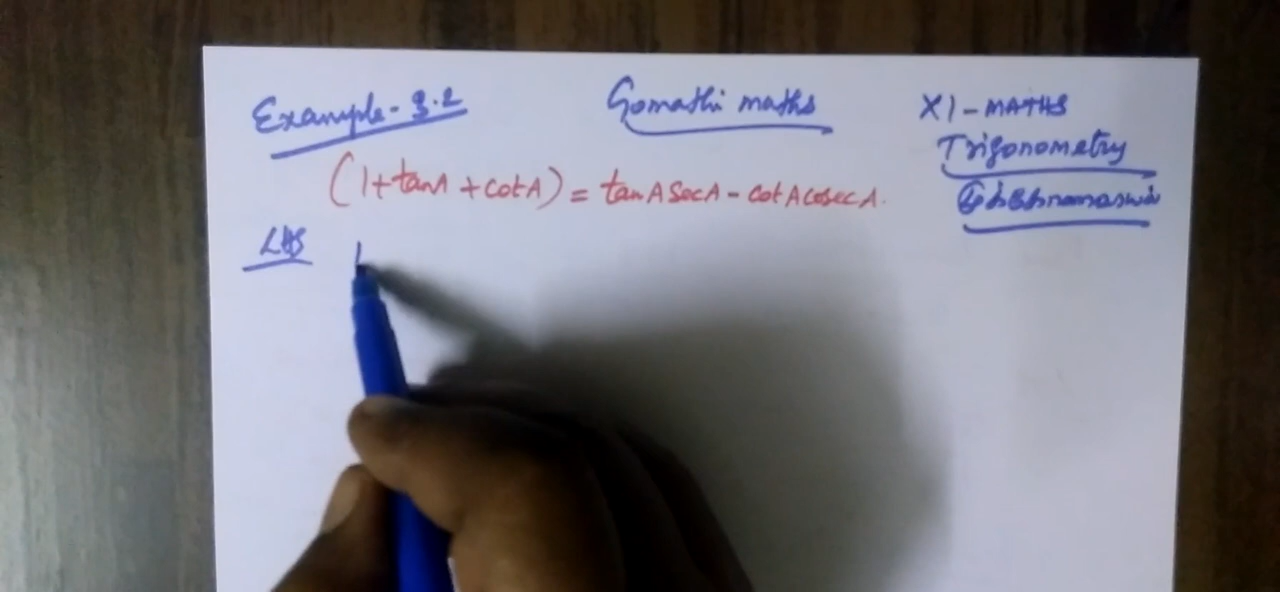 Example - 3.2
Gomathi maths
XI - MATHS
Trigonometry
(1+tanA + cotA) = tanA SecA - cotA cosecA.
LHS